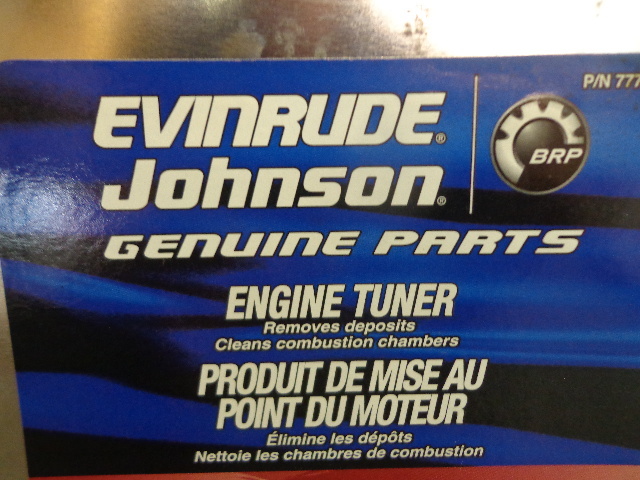 P/N 777
EVINRUDE®
Johnson®
BRP
GENUINE PARTS
ENGINE TUNER
Removes deposits
Cleans combustion chambers
PRODUIT DE MISE AU
POINT DU MOTEUR
Élimine les dépôts
Nettoie les chambres de combustion